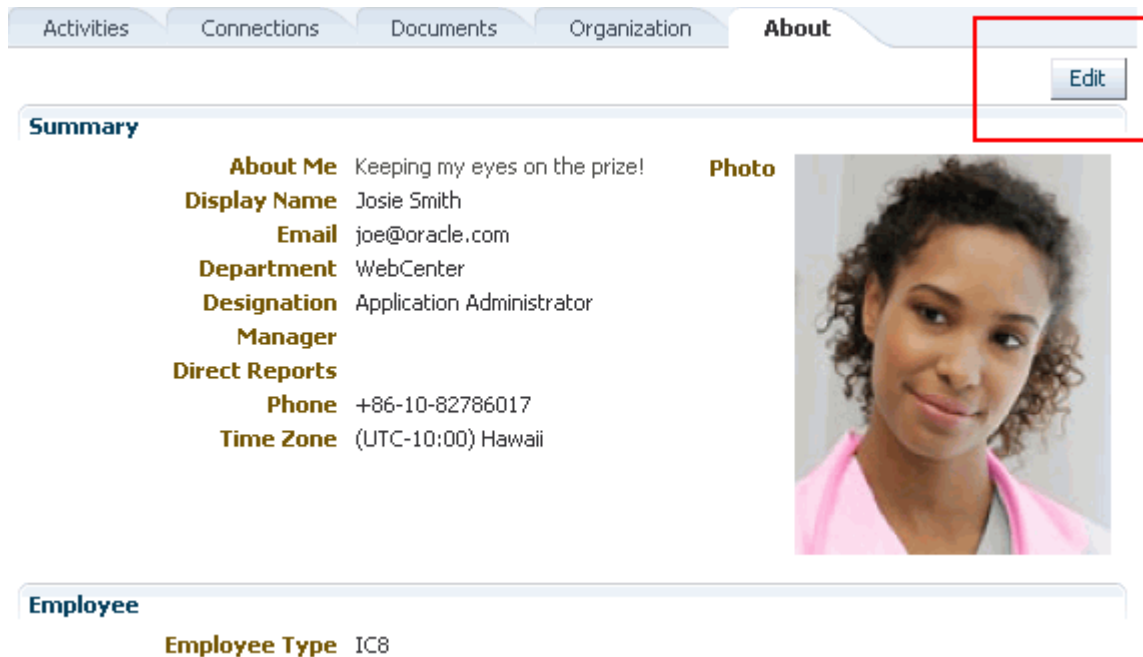 Activities Connections Documents Organization About
Edit
Summary
About Me Keeping my eyes on the prize! Photo
Display Name Josie Smith
Email joe@oracle.com
Department WebCenter
Designation Application Administrator
Manager
Direct Reports
Phone +86-10-82786017
Time Zone (UTC-10:00) Hawaii
Employee
Employee Type IC8